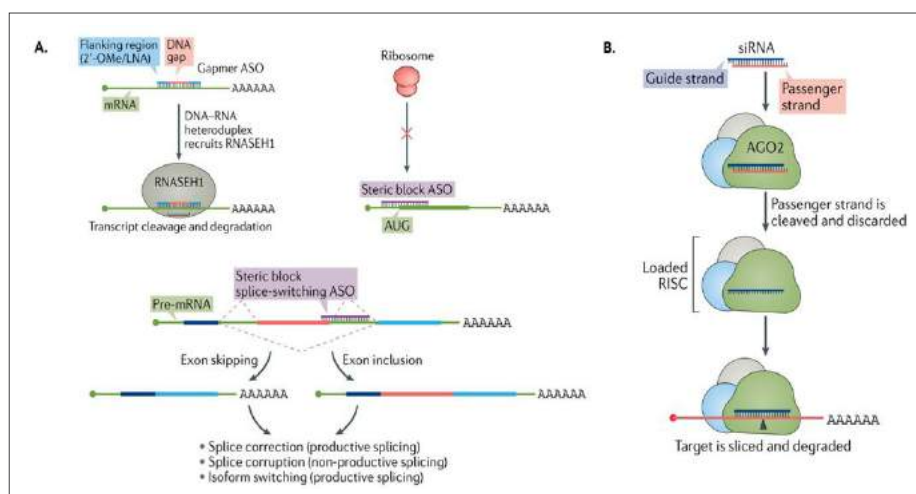 A.
Flanking region
(2'-OMe/LNA)
DNA
gap
Gapmer ASO
mRNA
AAAAAA
DNA–RNA
heteroduplex
recruits RNASEH1
RNASEH1
AAAAAA
Transcript cleavage and degradation
Ribosome
Steric block ASO
AAAAAA
AUG
Steric block
splice-switching ASO
Pre-mRNA
AAAAAA
Exon skipping
Exon inclusion
AAAAAA
AAAAAA
• Splice correction (productive splicing)
• Splice corruption (non-productive splicing)
• Isoform switching (productive splicing)
B.
siRNA
Guide strand
Passenger
strand
AGO2
Passenger strand is
cleaved and discarded
Loaded
RISC
AAAAAA
Target is sliced and degraded